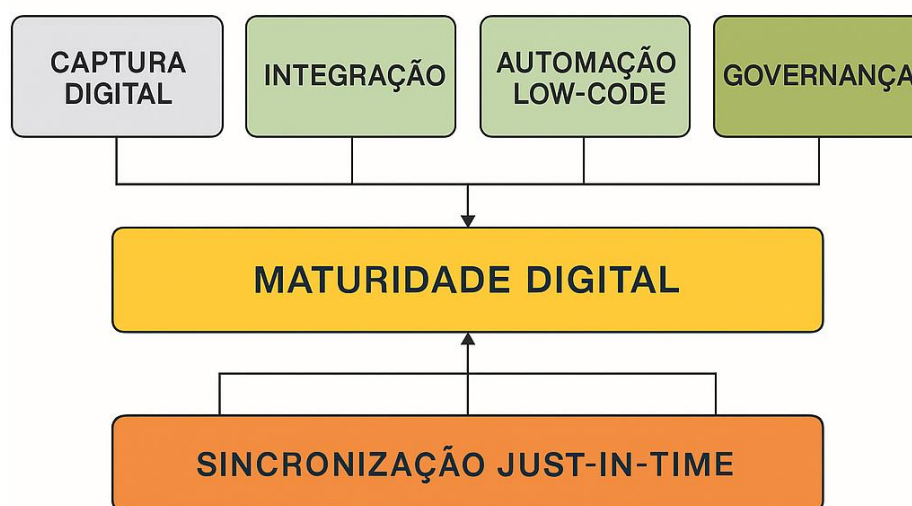 CAPTURA
DIGITAL
INTEGRAÇÃO
AUTOMAÇÃO
LOW-CODE
GOVERNANÇA
MATURIDADE DIGITAL
SINCRONIZAÇÃO JUST-IN-TIME